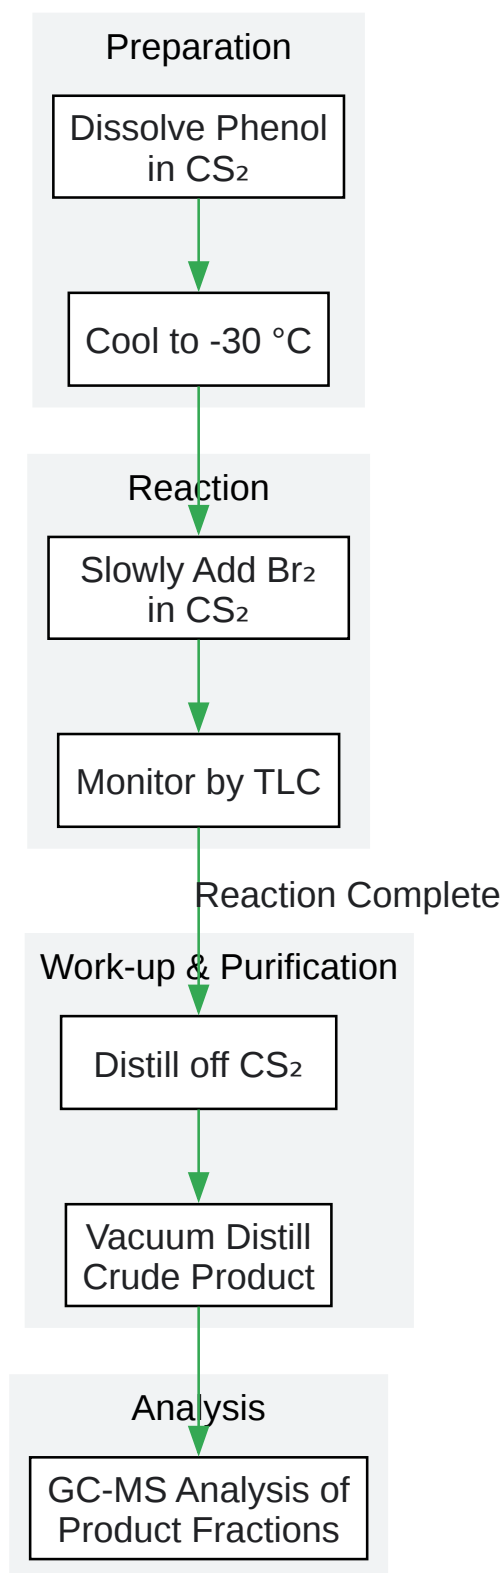 Preparation
Dissolve Phenol
in CS₂
Cool to -30 °C
Reaction
Slowly Add Br₂
in CS₂
Monitor by TLC
Reaction Complete
Work-up & Purification
Distill off CS₂
Vacuum Distill
Crude Product
Analysis
GC-MS Analysis of
Product Fractions